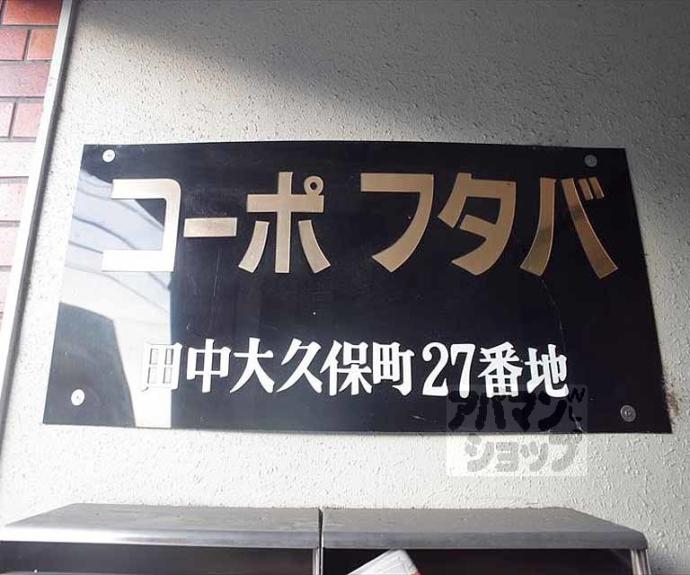 コーポ フタバ
田中大久保町27番地
アパマン
ショップ